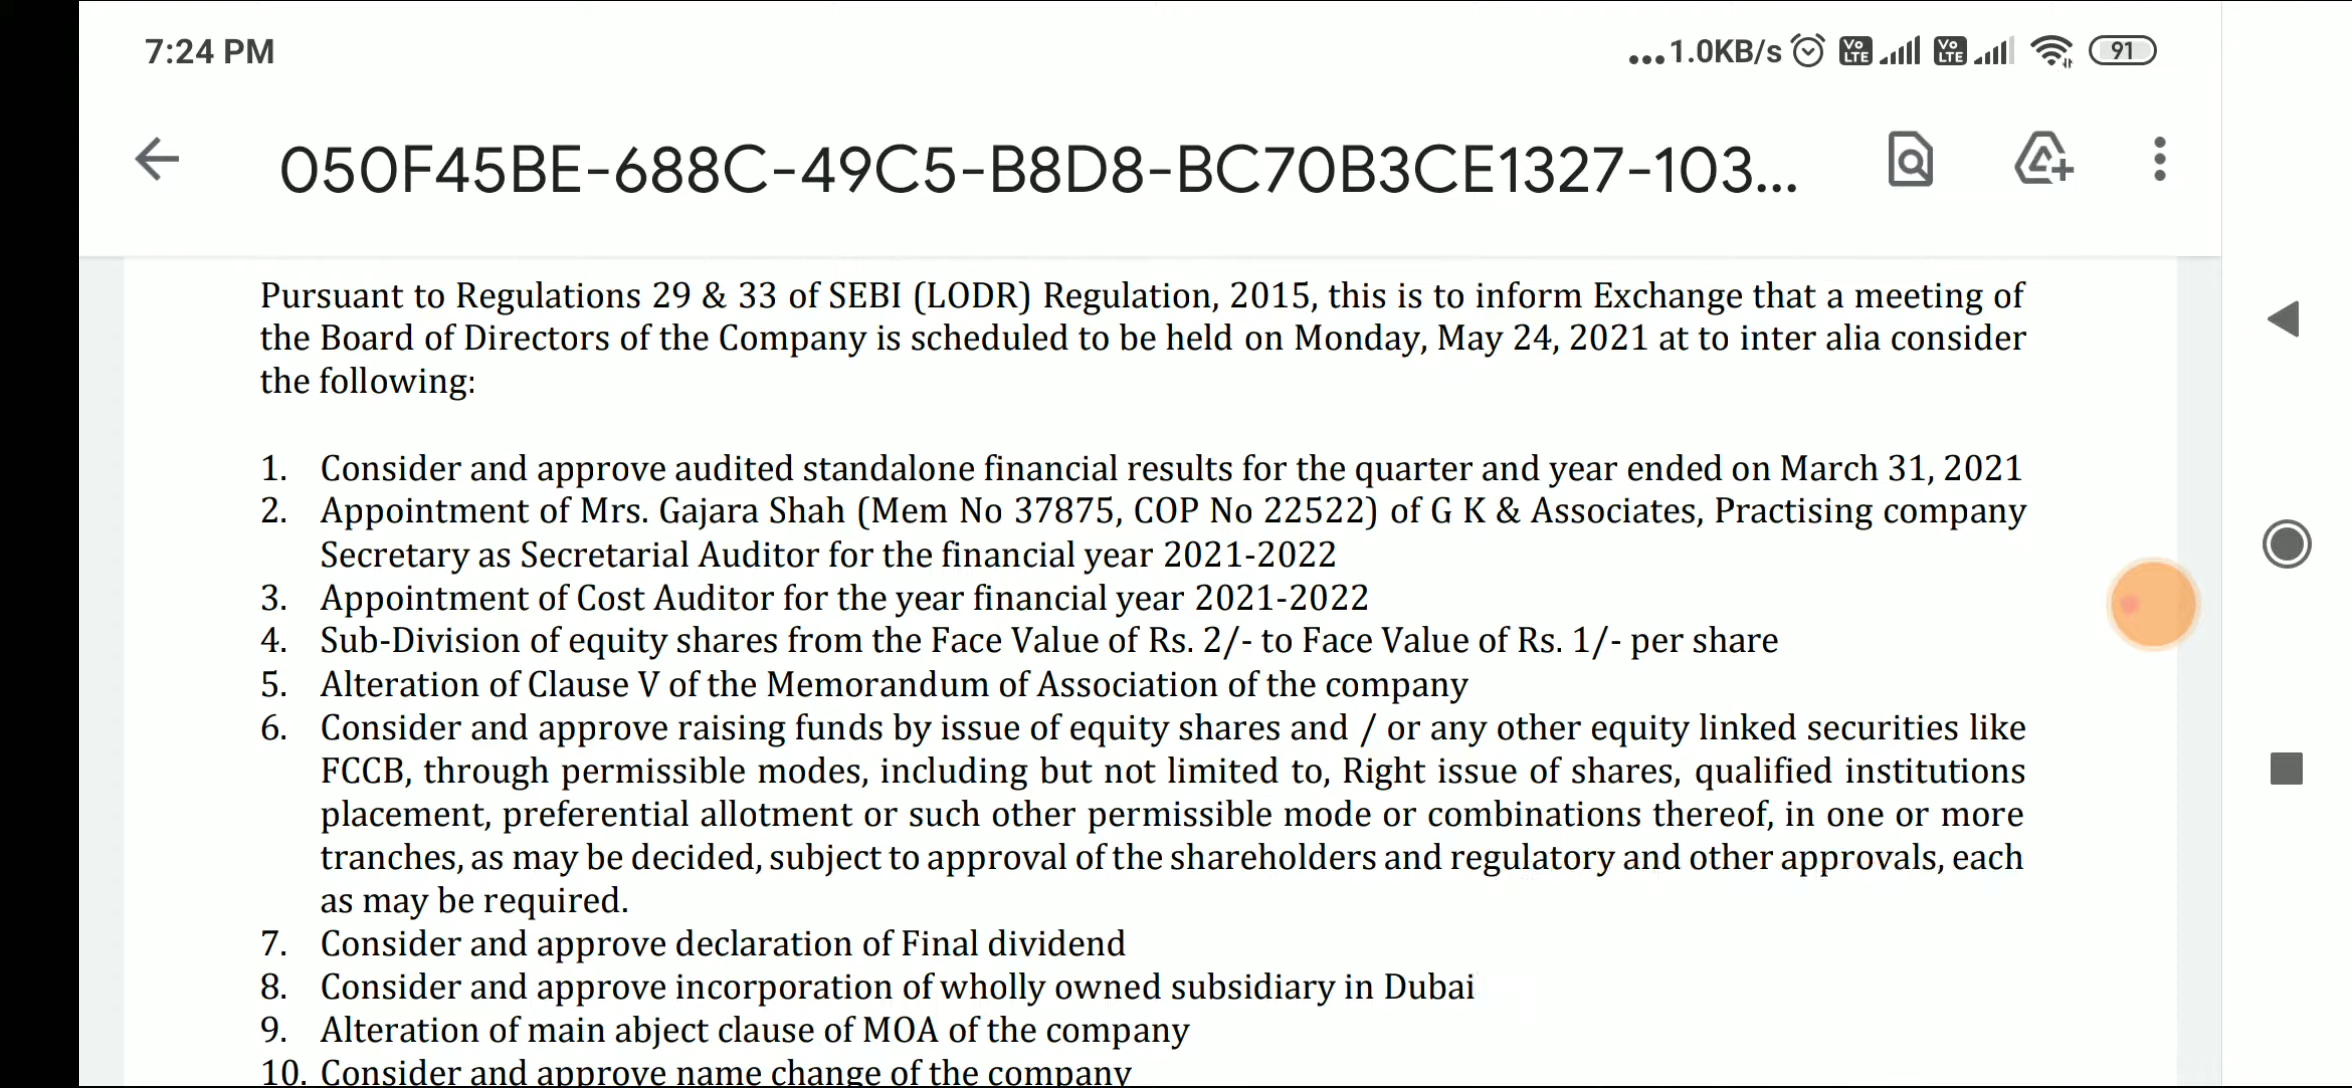 7:24 PM
...1.0KB/s Vo LTE Vo LTE 91
050F45BE-688C-49C5-B8D8-BC70B3CE1327-103...
Pursuant to Regulations 29 & 33 of SEBI (LODR) Regulation, 2015, this is to inform Exchange that a meeting of
the Board of Directors of the Company is scheduled to be held on Monday, May 24, 2021 at to inter alia consider
the following:
1. Consider and approve audited standalone financial results for the quarter and year ended on March 31, 2021
2. Appointment of Mrs. Gajara Shah (Mem No 37875, COP No 22522) of G K & Associates, Practising company
Secretary as Secretarial Auditor for the financial year 2021-2022
3. Appointment of Cost Auditor for the year financial year 2021-2022
4. Sub-Division of equity shares from the Face Value of Rs. 2/- to Face Value of Rs. 1/- per share
5. Alteration of Clause V of the Memorandum of Association of the company
6. Consider and approve raising funds by issue of equity shares and / or any other equity linked securities like
FCCB, through permissible modes, including but not limited to, Right issue of shares, qualified institutions
placement, preferential allotment or such other permissible mode or combinations thereof, in one or more
tranches, as may be decided, subject to approval of the shareholders and regulatory and other approvals, each
as may be required.
7. Consider and approve declaration of Final dividend
8. Consider and approve incorporation of wholly owned subsidiary in Dubai
9. Alteration of main abject clause of MOA of the company
10. Consider and approve name change of the company